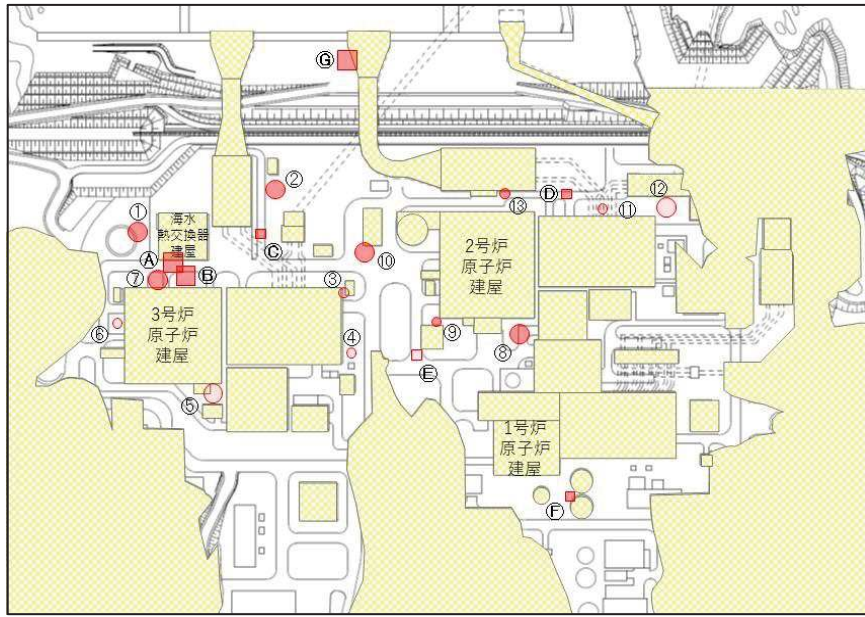 Ⓖ
②
Ⓓ
⑫
⑬
⑪
①
海水
熱交換器
建屋
Ⓒ
⑩
2号炉
原子炉
建屋
Ⓐ
⑦
Ⓑ
③
3号炉
原子炉
建屋
⑥
④
⑨
⑧
Ⓔ
⑤
1号炉
原子炉
建屋
Ⓕ